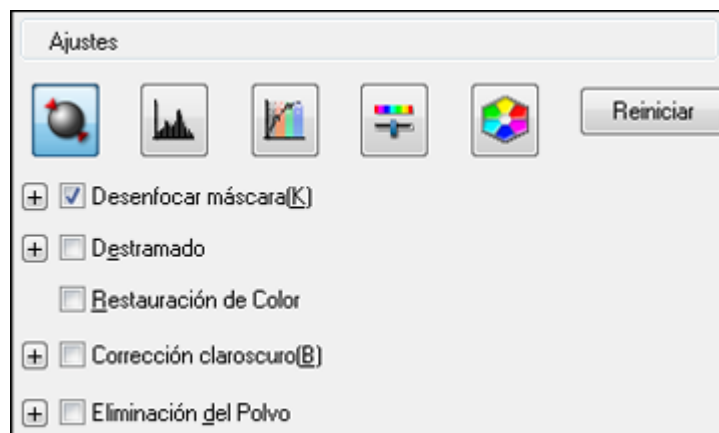 Ajustes
Reiniciar
Desenfocar máscara(K)
Destramado
Restauración de Color
Corrección claroscuro(B)
Eliminación del Polvo